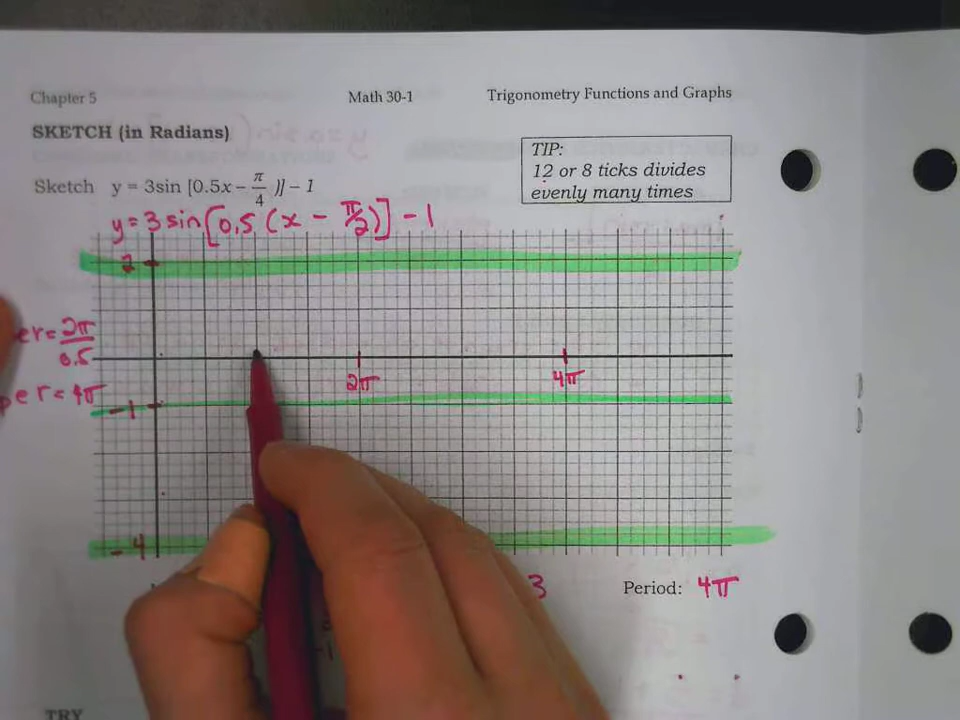 Chapter 5 Math 30-1 Trigonometry Functions and Graphs
SKETCH (in Radians)
TIP:
12 or 8 ticks divides
evenly many times
Sketch y = 3sin [0.5x - π/4 )] - 1
y = 3 sin [0.5 (x - π/2)] - 1
2
er = 2π/0.5
2π 4π
per = 4π
-1
-4
3 Period: 4π
TRY